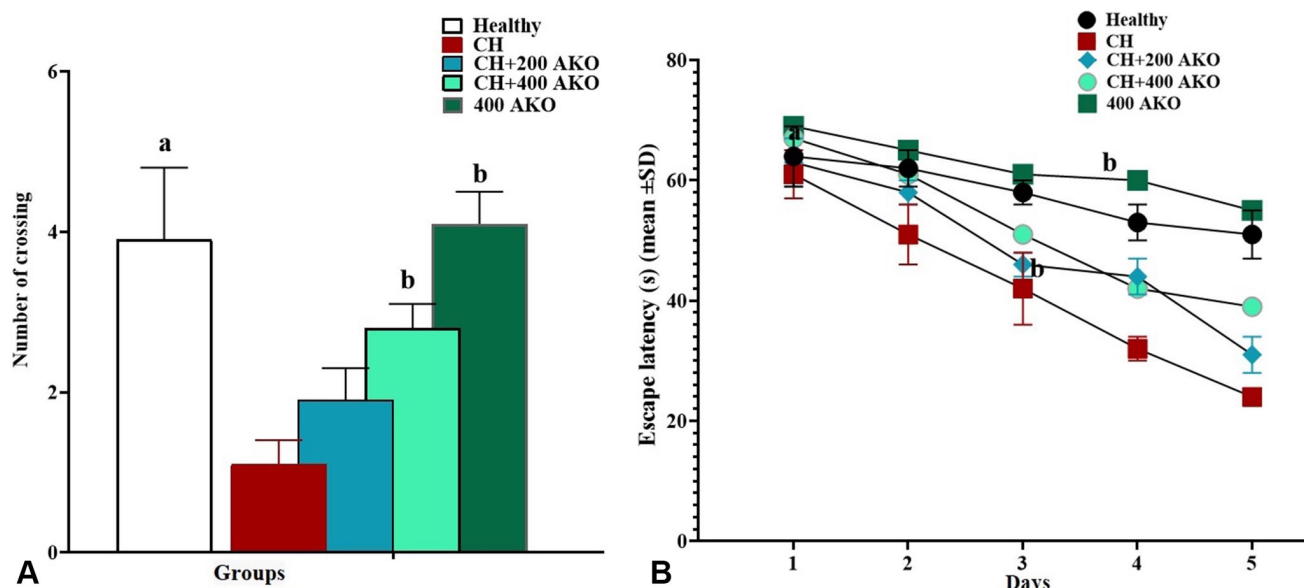 Healthy
CH
CH+200 AKO
CH+400 AKO
400 AKO
Number of crossing
6
4
2
0
a
b
b
Groups
A
Healthy
CH
CH+200 AKO
CH+400 AKO
400 AKO
Escape latency (s) (mean ±SD)
80
60
40
20
0
a
b
b
1 2 3 4 5
Days
B